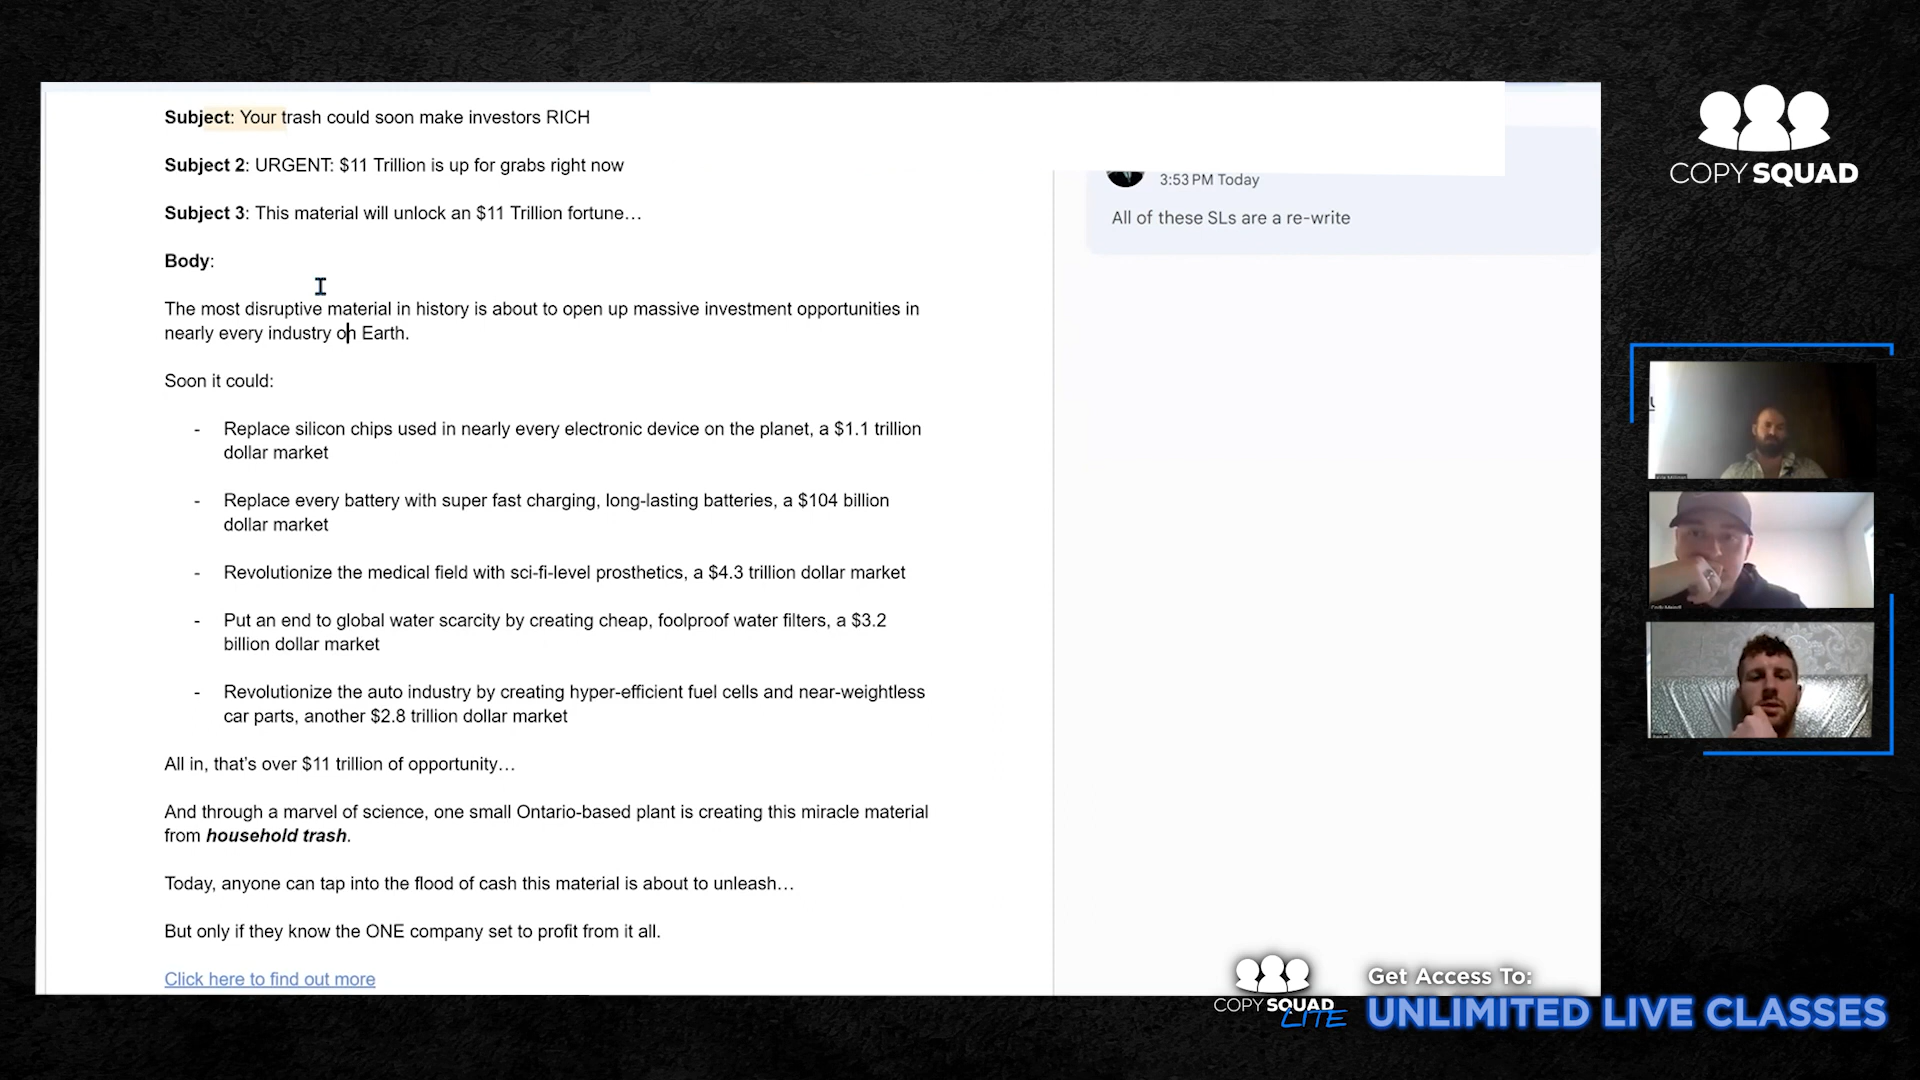 Subject: Your trash could soon make investors RICH
Subject 2: URGENT: $11 Trillion is up for grabs right now
Subject 3: This material will unlock an $11 Trillion fortune…
Body:
The most disruptive material in history is about to open up massive investment opportunities in
nearly every industry on Earth.
Soon it could:
- Replace silicon chips used in nearly every electronic device on the planet, a $1.1 trillion
dollar market
- Replace every battery with super fast charging, long-lasting batteries, a $104 billion
dollar market
- Revolutionize the medical field with sci-fi-level prosthetics, a $4.3 trillion dollar market
- Put an end to global water scarcity by creating cheap, foolproof water filters, a $3.2
billion dollar market
- Revolutionize the auto industry by creating hyper-efficient fuel cells and near-weightless
car parts, another $2.8 trillion dollar market
All in, that’s over $11 trillion of opportunity…
And through a marvel of science, one small Ontario-based plant is creating this miracle material
from household trash.
Today, anyone can tap into the flood of cash this material is about to unleash…
But only if they know the ONE company set to profit from it all.
Click here to find out more
3:53 PM Today
All of these SLs are a re-write
COPY SQUAD
COPY SQUAD
LITE
Get Access To:
UNLIMITED LIVE CLASSES